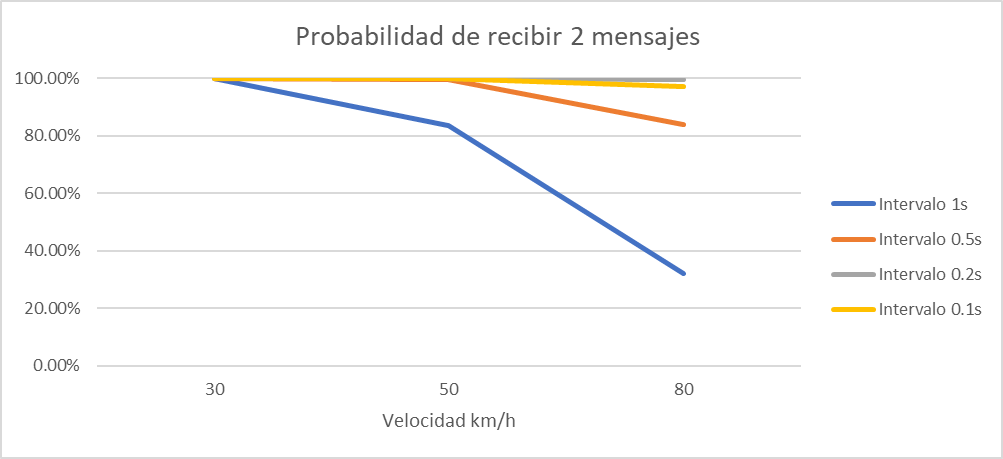 Probabilidad de recibir 2 mensajes
100.00%
80.00%
60.00%
40.00%
20.00%
0.00%
30
50
80
Velocidad km/h
Intervalo 1s
Intervalo 0.5s
Intervalo 0.2s
Intervalo 0.1s